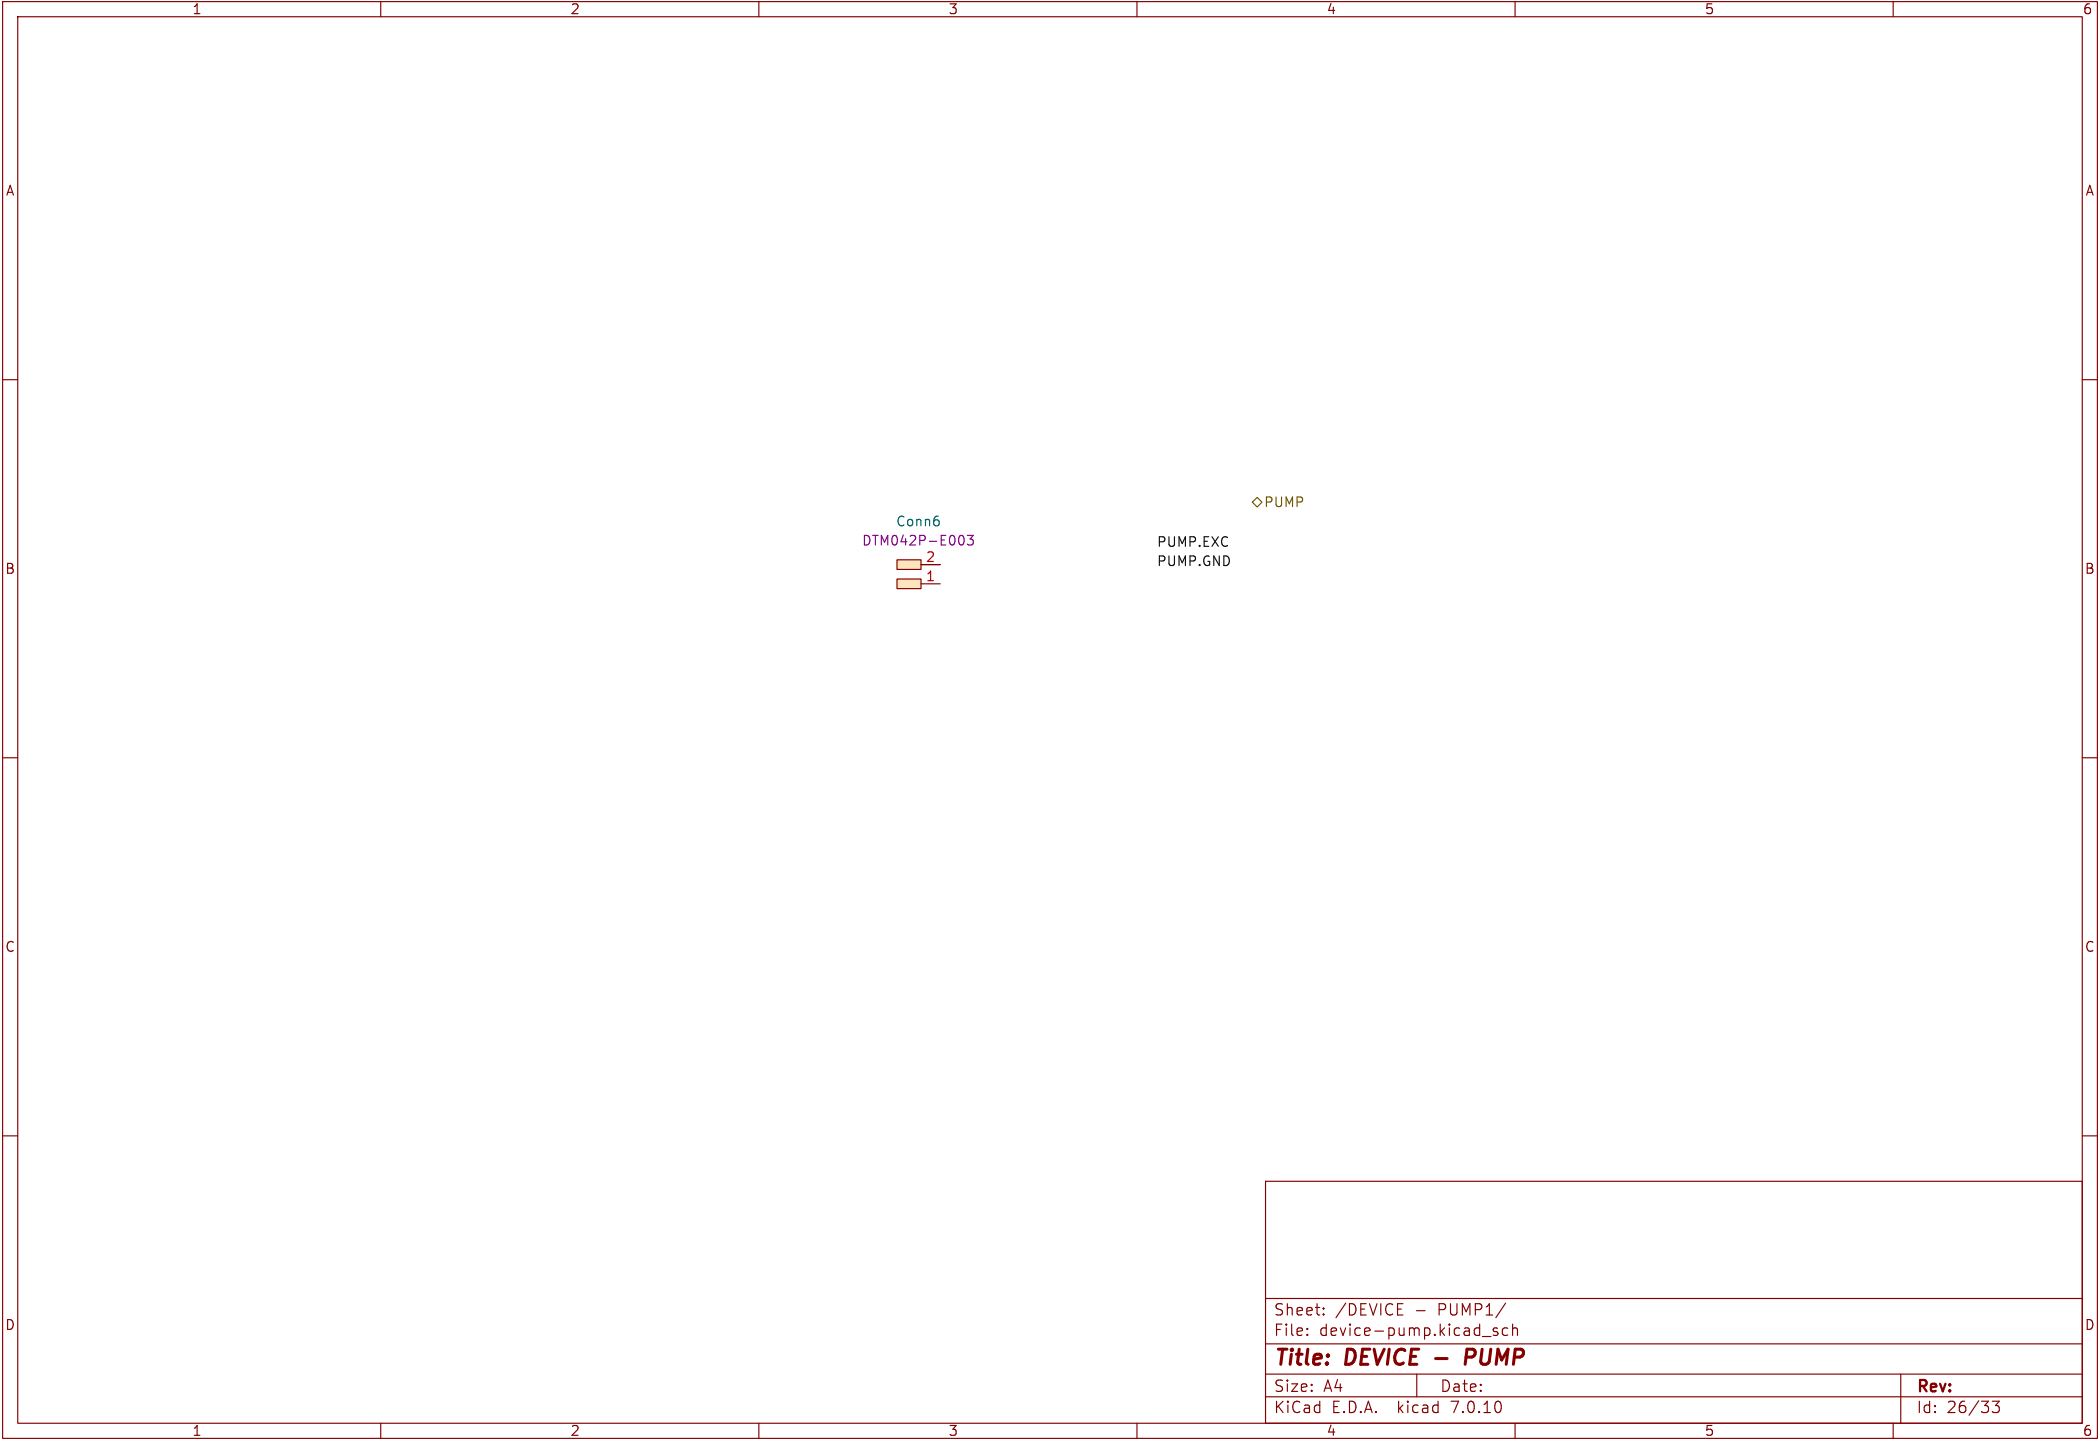 1 2 3 4 5 6
A A
PUMP
Conn6
DTM042P-E003
PUMP.EXC
2
PUMP.GND
B B
1
C C
Sheet: /DEVICE - PUMP1/
D D
File: device-pump.kicad_sch
Title: DEVICE - PUMP
Size: A4 Date: Rev:
KiCad E.D.A. kicad 7.0.10 Id: 26/33
1 2 3 4 5 6